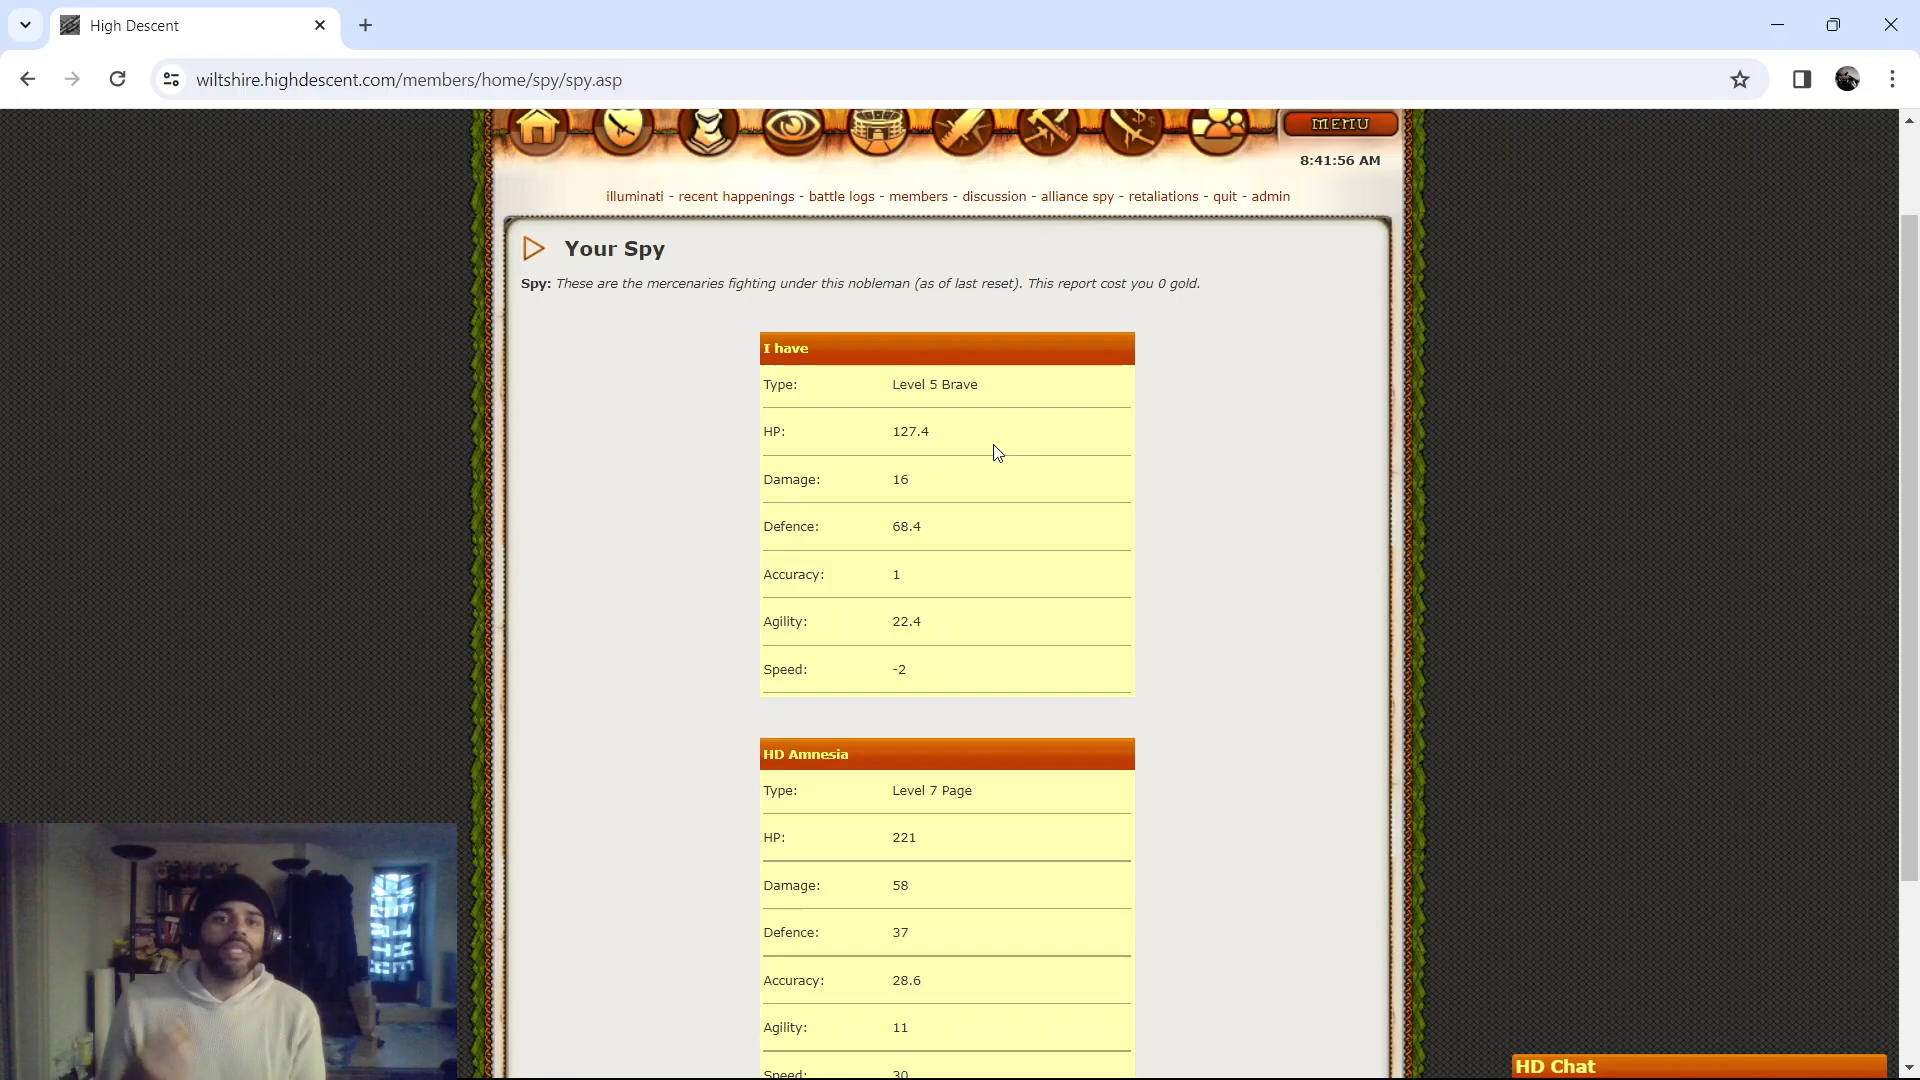 High Descent
wiltshire.highdescent.com/members/home/spy/spy.asp
MENU
8:41:56 AM
illuminati - recent happenings - battle logs - members - discussion - alliance spy - retaliations - quit - admin
Your Spy
Spy: These are the mercenaries fighting under this nobleman (as of last reset). This report cost you 0 gold.
I have
Type: Level 5 Brave
HP: 127.4
Damage: 16
Defence: 68.4
Accuracy: 1
Agility: 22.4
Speed: -2
HD Amnesia
Type: Level 7 Page
HP: 221
Damage: 58
Defence: 37
Accuracy: 28.6
Agility: 11
Speed: 30
HD Chat